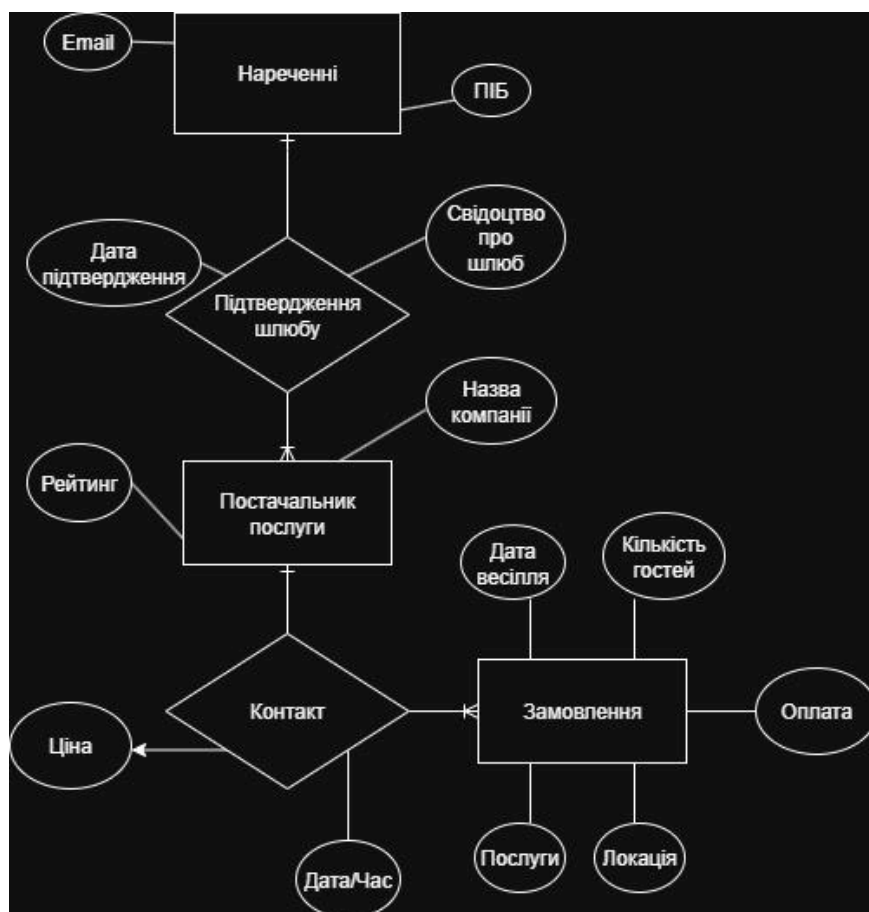 Email
Нареченні
ПІБ
Свідоцтво
про
шлюб
Дата
підтвердження
Підтвердження
шлюбу
Назва
компанії
Рейтинг
Постачальник
послуги
Дата
весілля
Кількість
гостей
Контакт
Замовлення
Оплата
Ціна
Послуги
Локація
Дата/Час